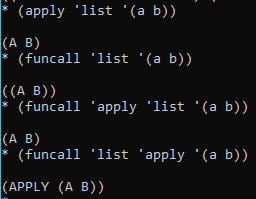 * (apply 'list '(a b))
(A B)
* (funcall 'list '(a b))
((A B))
* (funcall 'apply 'list '(a b))
(A B)
* (funcall 'list 'apply '(a b))
(APPLY (A B))